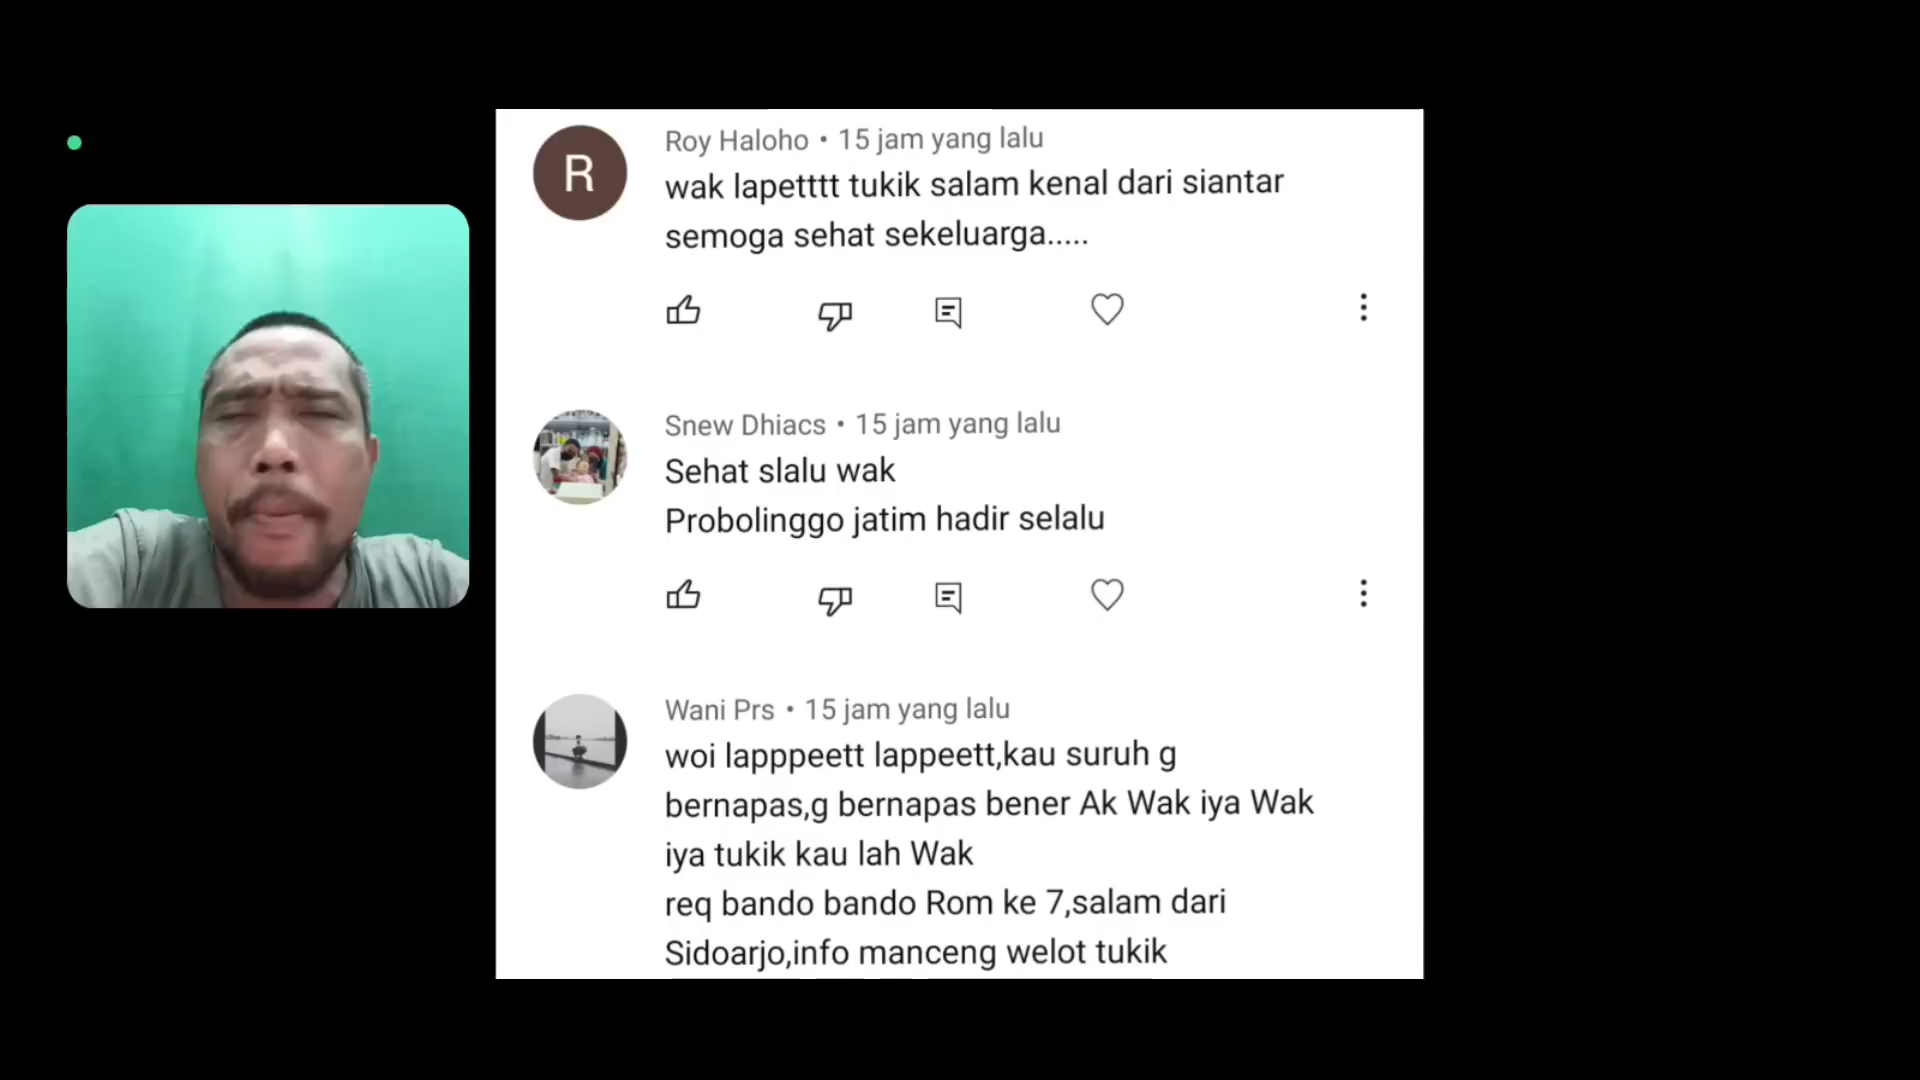 R
Roy Haloho • 15 jam yang lalu
wak lapetttt tukik salam kenal dari siantar
semoga sehat sekeluarga.....
Snew Dhiacs • 15 jam yang lalu
Sehat slalu wak
Probolinggo jatim hadir selalu
Wani Prs • 15 jam yang lalu
woi lapppeett lappeett,kau suruh g
bernapas,g bernapas bener Ak Wak iya Wak
iya tukik kau lah Wak
req bando bando Rom ke 7,salam dari
Sidoarjo,info manceng welot tukik